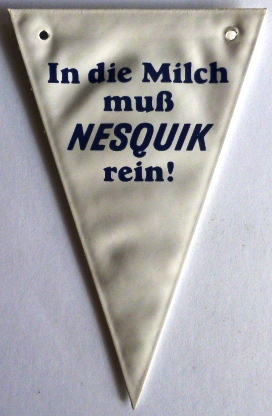 In die Milch
muß
NESQUIK
rein!